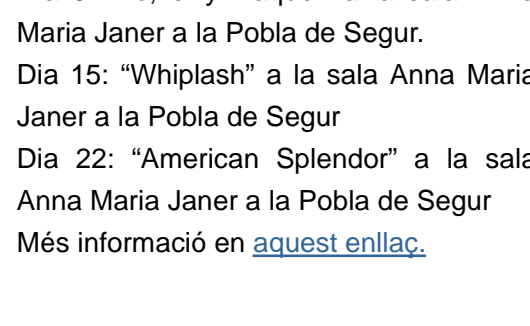 Maria Janer a la Pobla de Segur.
Dia 15: “Whiplash” a la sala Anna Maria
Janer a la Pobla de Segur
Dia 22: “American Splendor” a la sala
Anna Maria Janer a la Pobla de Segur
Més informació en aquest enllaç.